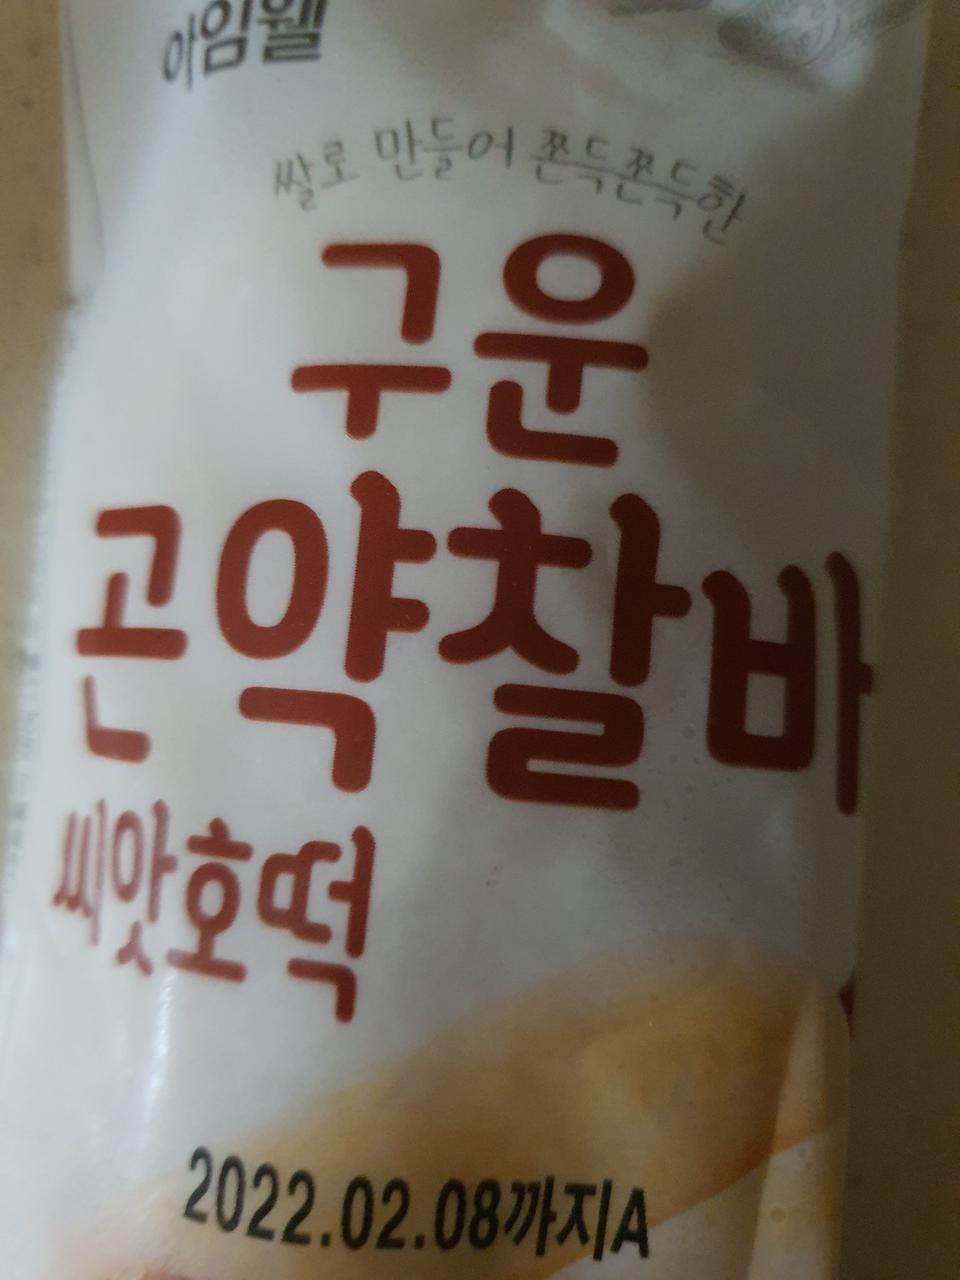 아임웰
쌀로 만들어 쫀득쫀득한
구운
곤약찰바
씨앗호떡
2022.02.08까지A